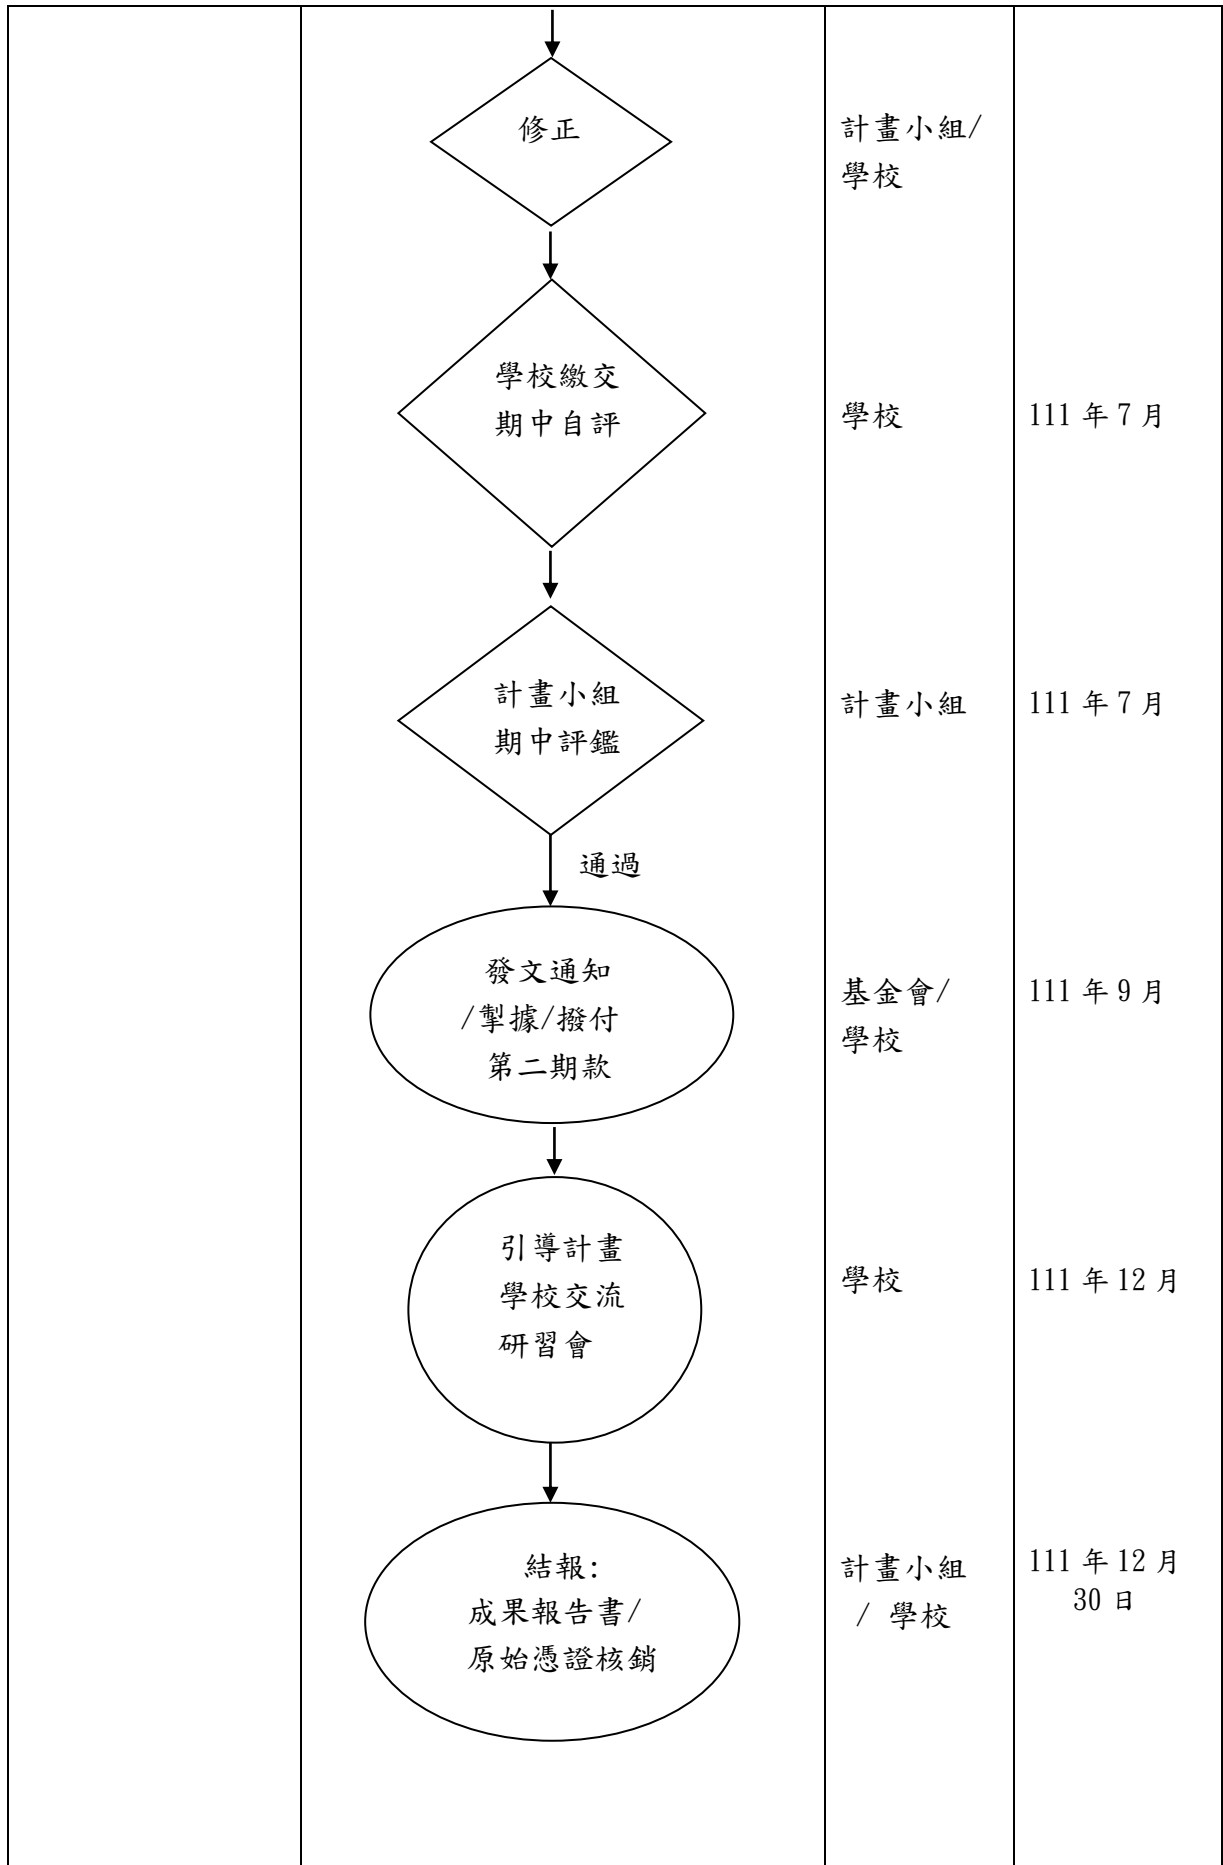 修正
計畫小組/
學校
學校繳交
期中自評
學校
111 年 7 月
計畫小組
期中評鑑
計畫小組
111 年 7 月
通過
發文通知
/掣據/撥付
第二期款
基金會/
學校
111 年 9 月
引導計畫
學校交流
研習會
學校
111 年 12 月
結報:
成果報告書/
原始憑證核銷
計畫小組
/ 學校
111 年 12 月
30 日